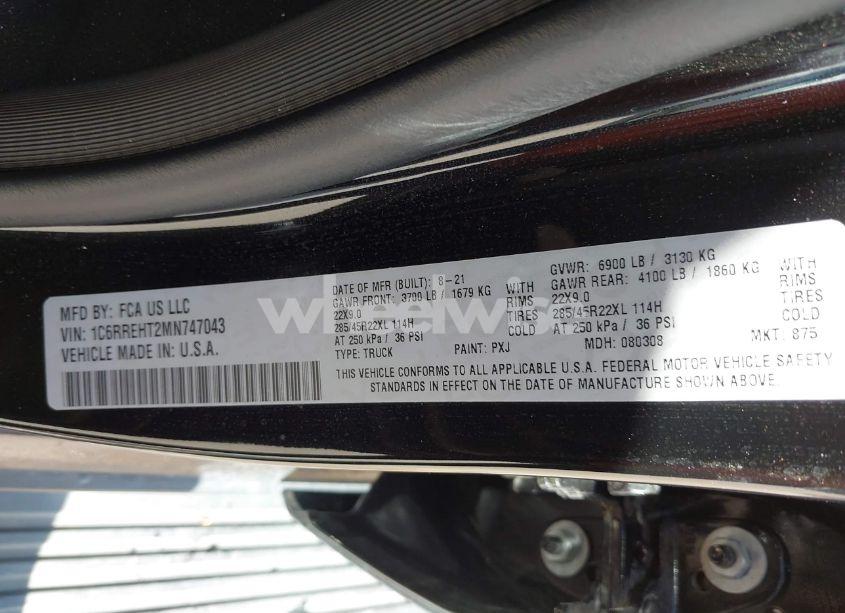 MFD BY: FCA US LLC
VIN: 1C6RREHT2MN747043
VEHICLE MADE IN: U.S.A.
DATE OF MFR (BUILT): 8-21
GAWR FRONT: 3700 LB / 1679 KG WITH
22X9.0 RIMS
285/45R22XL 114H TIRES
AT 250 kPa / 36 PSI COLD
TYPE: TRUCK PAINT: PXJ
GVWR: 6900 LB / 3130 KG
GAWR REAR: 4100 LB / 1860 KG WITH
22X9.0 RIMS
285/45R22XL 114H TIRES
AT 250 kPa / 36 PSI COLD
MDH: 080308 MKT: 875
THIS VEHICLE CONFORMS TO ALL APPLICABLE U.S.A. FEDERAL MOTOR VEHICLE SAFETY
STANDARDS IN EFFECT ON THE DATE OF MANUFACTURE SHOWN ABOVE.